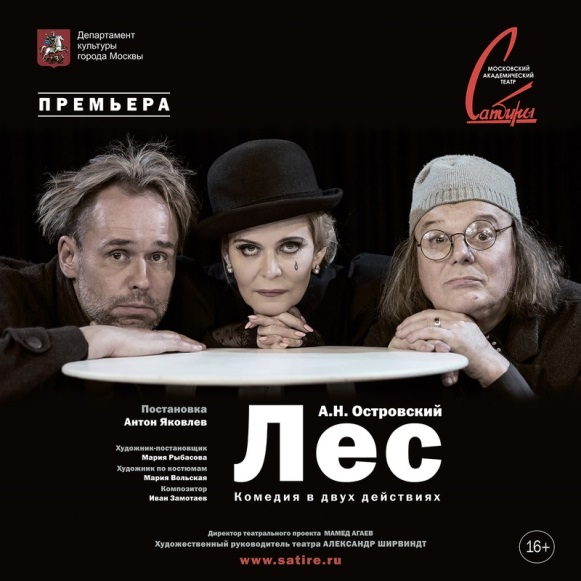 Департамент
культуры
города Москвы
МОСКОВСКИЙ
АКАДЕМИЧЕСКИЙ
ТЕАТР
Сатиры
ПРЕМЬЕРА
Постановка
Антон Яковлев
Художник-постановщик
Мария Рыбасова
Художник по костюмам
Мария Вольская
Композитор
Иван Замотаев
А.Н. Островский
Лес
Комедия в двух действиях
Директор театрального проекта МАМЕД АГАЕВ
Художественный руководитель театра АЛЕКСАНДР ШИРВИНДТ
www.satire.ru
16+